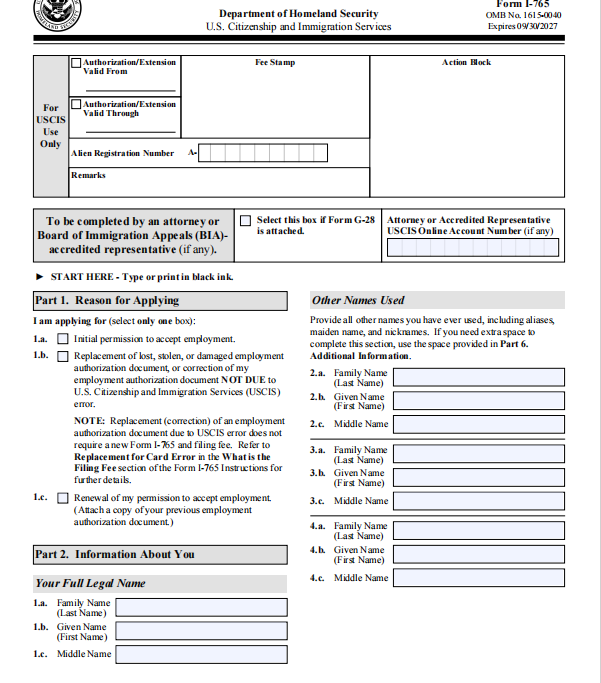 Form I-765
Department of Homeland Security
OMB No. 1615-0040
U.S. Citizenship and Immigration Services
Expires 09/30/2027
For
USCIS
Use
Only
Authorization/Extension
Valid From
Authorization/Extension
Valid Through
Fee Stamp
Action Block
Alien Registration Number A-
Remarks
To be completed by an attorney or
Board of Immigration Appeals (BIA)-
accredited representative (if any).
Select this box if Form G-28
is attached.
Attorney or Accredited Representative
USCIS Online Account Number (if any)
► START HERE - Type or print in black ink.
Part 1. Reason for Applying
I am applying for (select only one box):
1.a. Initial permission to accept employment.
1.b. Replacement of lost, stolen, or damaged employment
authorization document, or correction of my
employment authorization document NOT DUE to
U.S. Citizenship and Immigration Services (USCIS)
error.
NOTE: Replacement (correction) of an employment
authorization document due to USCIS error does not
require a new Form I-765 and filing fee. Refer to
Replacement for Card Error in the What is the
Filing Fee section of the Form I-765 Instructions for
further details.
1.c. Renewal of my permission to accept employment.
(Attach a copy of your previous employment
authorization document.)
Part 2. Information About You
Your Full Legal Name
1.a. Family Name
(Last Name)
1.b. Given Name
(First Name)
1.c. Middle Name
Other Names Used
Provide all other names you have ever used, including aliases,
maiden name, and nicknames. If you need extra space to
complete this section, use the space provided in Part 6.
Additional Information.
2.a. Family Name
(Last Name)
2.b. Given Name
(First Name)
2.c. Middle Name
3.a. Family Name
(Last Name)
3.b. Given Name
(First Name)
3.c. Middle Name
4.a. Family Name
(Last Name)
4.b. Given Name
(First Name)
4.c. Middle Name